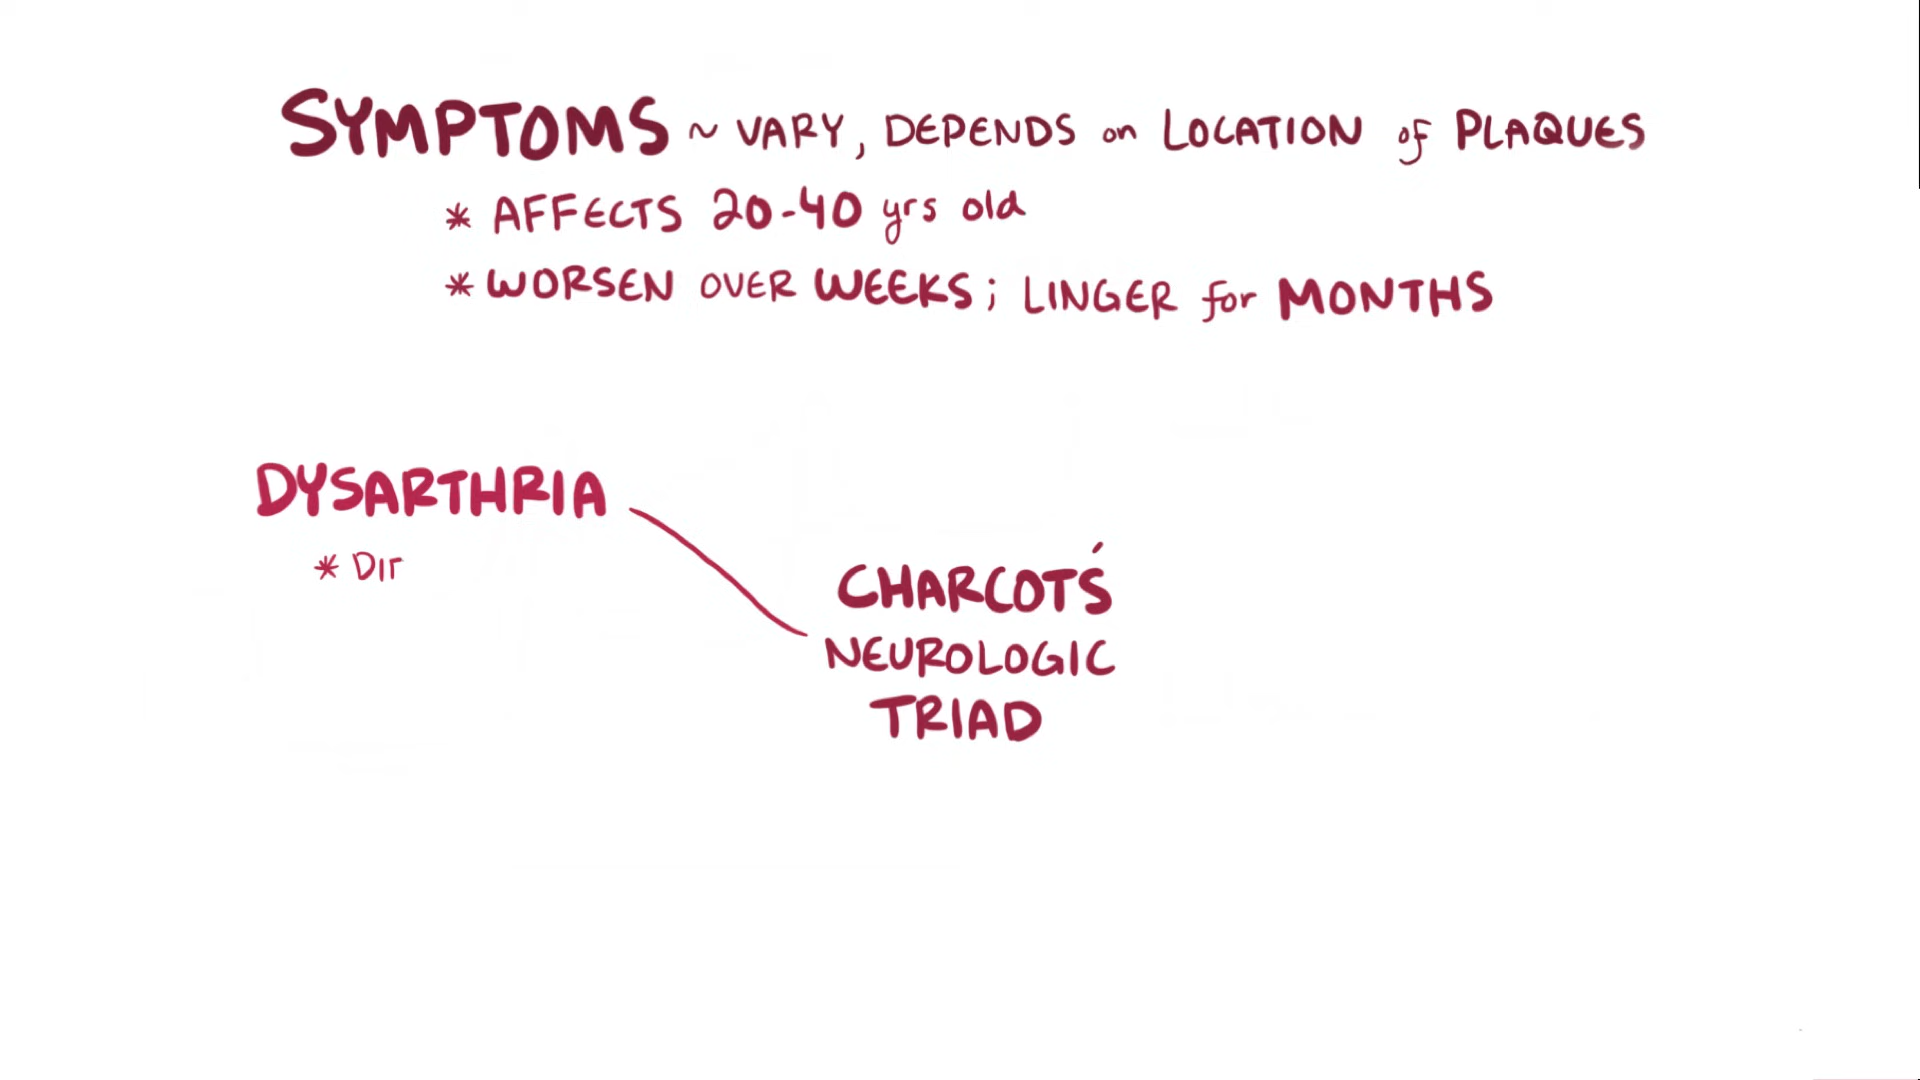 SYMPTOMS ~ VARY, DEPENDS on LOCATION of PLAQUES
* AFFECTS 20-40 yrs old
* WORSEN OVER WEEKS; LINGER for MONTHS
DYSARTHRIA
* DIF
CHARCOT'S
NEUROLOGIC
TRIAD